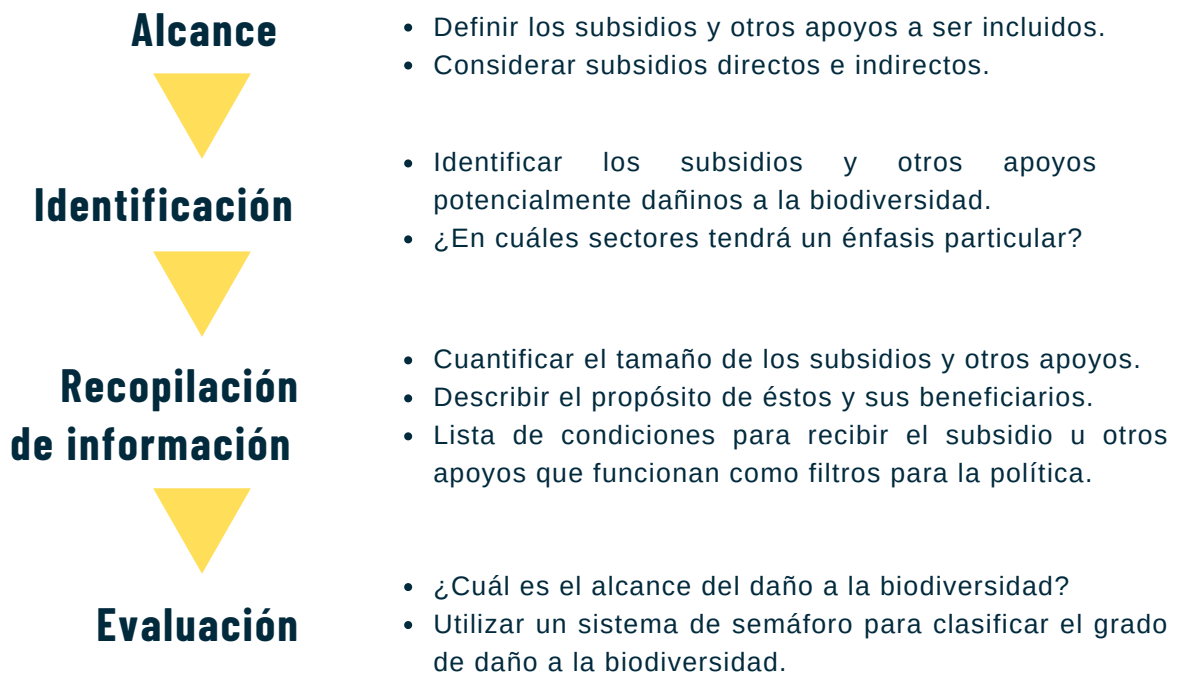 Alcance
• Definir los subsidios y otros apoyos a ser incluidos.
• Considerar subsidios directos e indirectos.
Identificación
• Identificar los subsidios y otros apoyos
potencialmente dañinos a la biodiversidad.
• ¿En cuáles sectores tendrá un énfasis particular?
Recopilación
de información
• Cuantificar el tamaño de los subsidios y otros apoyos.
• Describir el propósito de éstos y sus beneficiarios.
• Lista de condiciones para recibir el subsidio u otros
apoyos que funcionan como filtros para la política.
Evaluación
• ¿Cuál es el alcance del daño a la biodiversidad?
• Utilizar un sistema de semáforo para clasificar el grado
de daño a la biodiversidad.